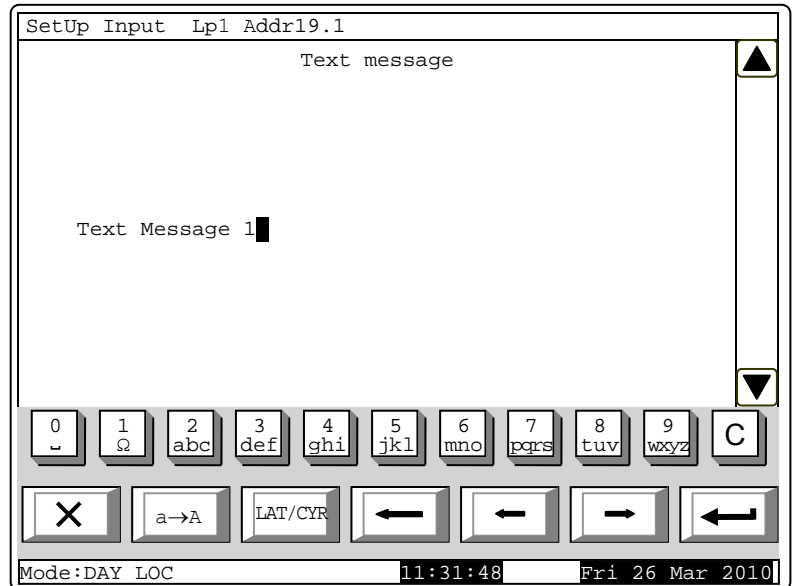 SetUp Input Lp1 Addr19.1
Text message
Text Message 1
0 1 2 3 4 5 6 7 8 9 C
␣ Ω abc def ghi jkl mno pqrs tuv wxyz
a→A LAT/CYR
Mode:DAY LOC 11:31:48 Fri 26 Mar 2010